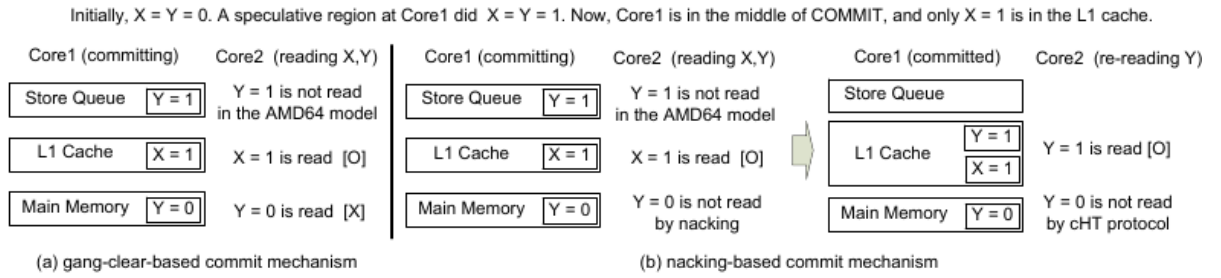 Initially, X = Y = 0. A speculative region at Core1 did X = Y = 1. Now, Core1 is in the middle of COMMIT, and only X = 1 is in the L1 cache.
Core1 (committing)
Core2 (reading X,Y)
Store Queue
Y = 1
Y = 1 is not read
in the AMD64 model
L1 Cache
X = 1
X = 1 is read [O]
Main Memory
Y = 0
Y = 0 is read [X]
(a) gang-clear-based commit mechanism
Core1 (committing)
Core2 (reading X,Y)
Store Queue
Y = 1
Y = 1 is not read
in the AMD64 model
L1 Cache
X = 1
X = 1 is read [O]
Main Memory
Y = 0
Y = 0 is not read
by nacking
Core1 (committed)
Core2 (re-reading Y)
Store Queue
L1 Cache
Y = 1
X = 1
Y = 1 is read [O]
Main Memory
Y = 0
Y = 0 is not read
by cHT protocol
(b) nacking-based commit mechanism